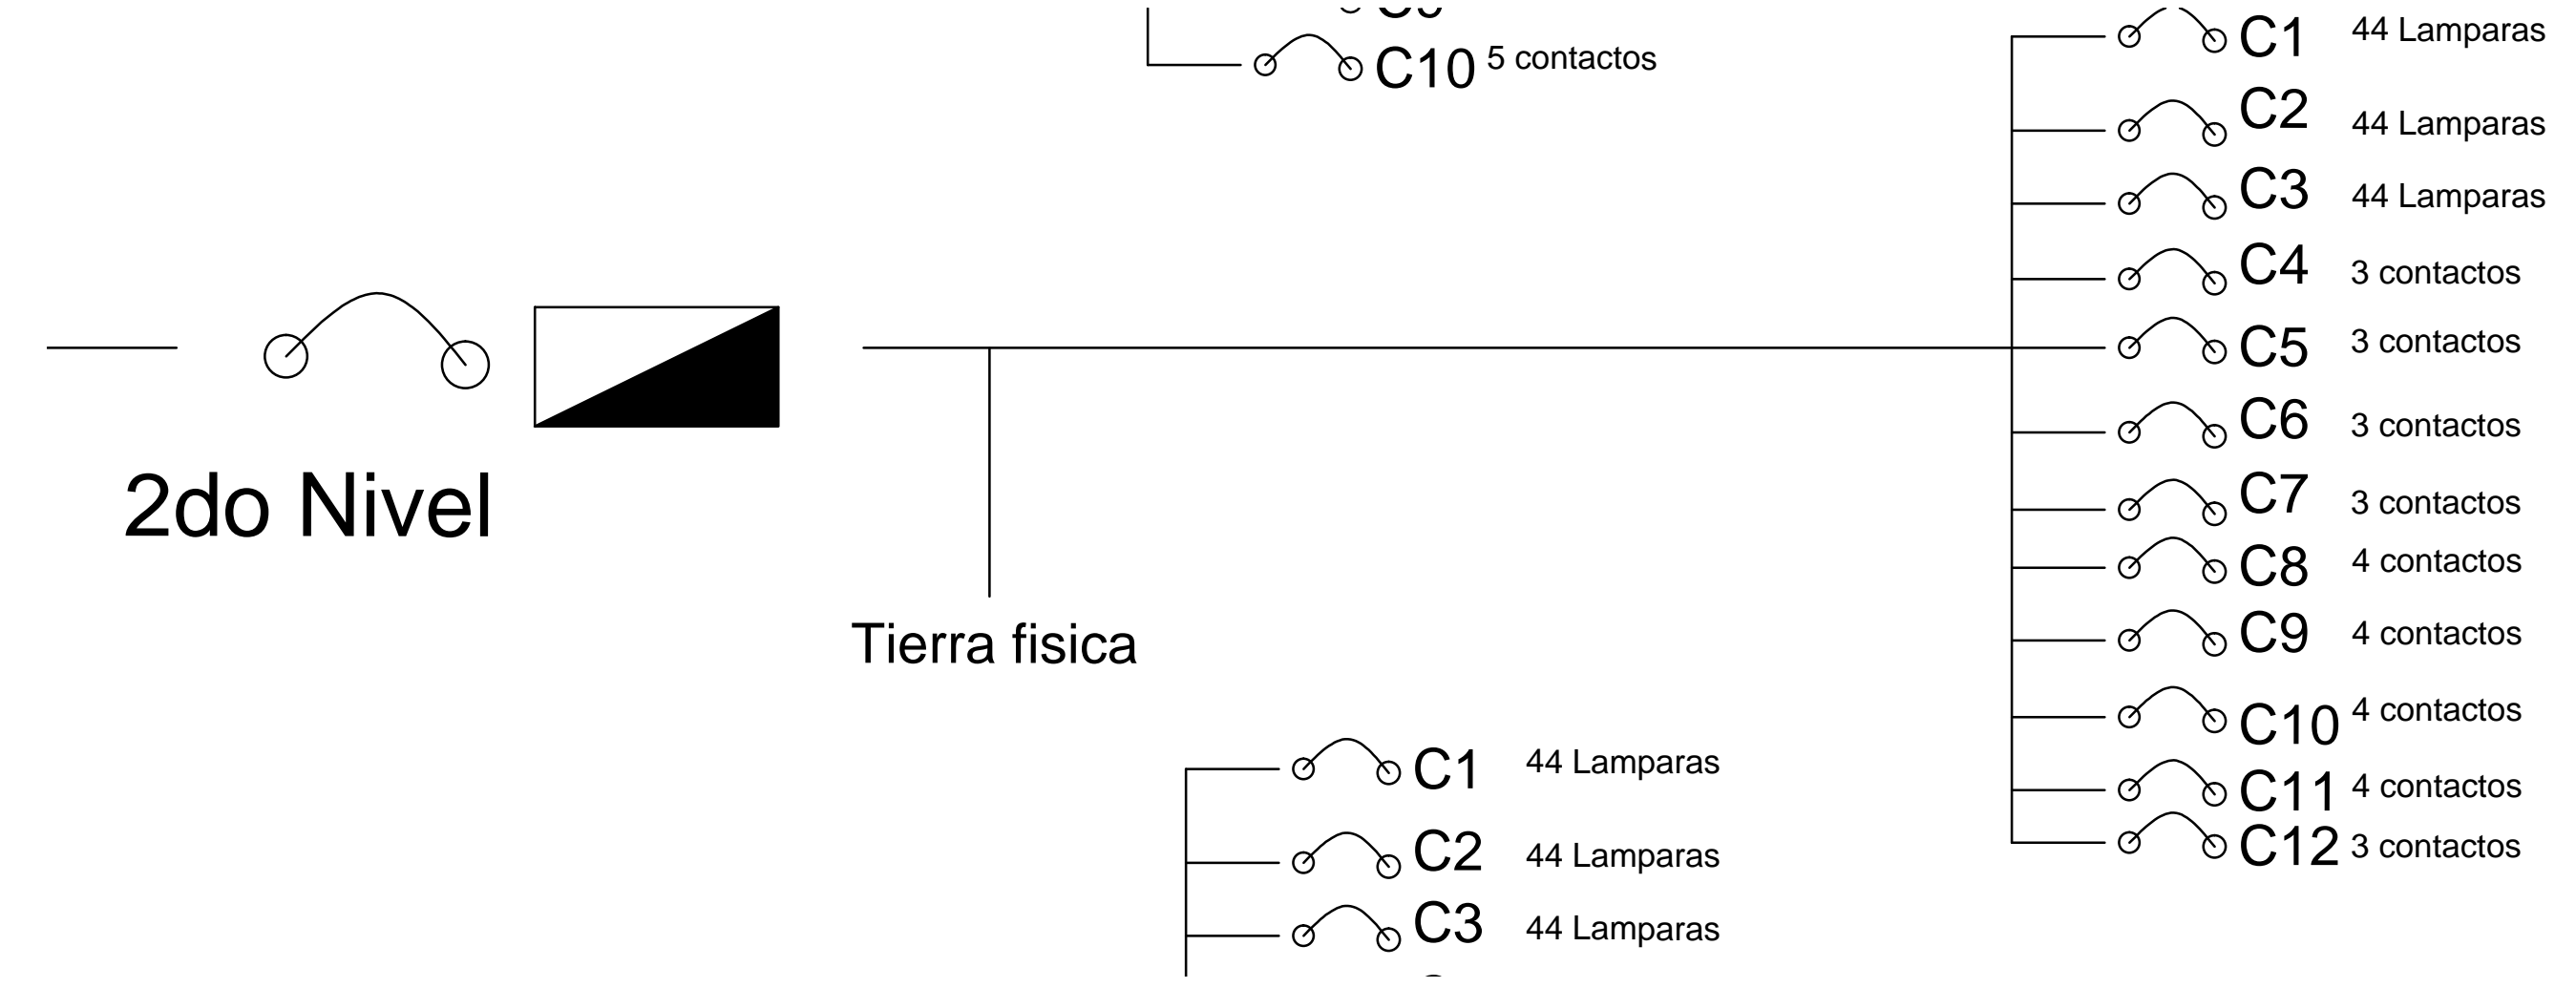 C10 5 contactos
C1 44 Lamparas
C2 44 Lamparas
C3 44 Lamparas
C4 3 contactos
C5 3 contactos
C6 3 contactos
C7 3 contactos
C8 4 contactos
C9 4 contactos
C10 4 contactos
C11 4 contactos
C12 3 contactos
2do Nivel
Tierra fisica
C1 44 Lamparas
C2 44 Lamparas
C3 44 Lamparas